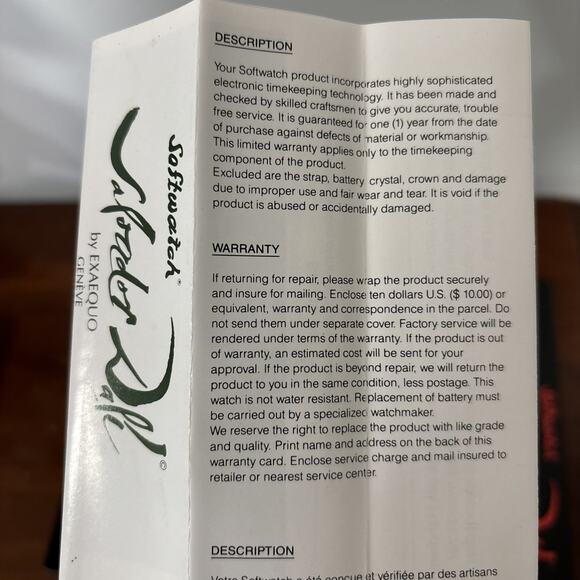 Softwatch®
Salvador Dalí©
by EXAEQUO
GENÈVE
DESCRIPTION
Your Softwatch product incorporates highly sophisticated
electronic timekeeping technology. It has been made and
checked by skilled craftsmen to give you accurate, trouble
free service. It is guaranteed for one (1) year from the date
of purchase against defects of material or workmanship.
This limited warranty applies only to the timekeeping
component of the product.
Excluded are the strap, battery crystal, crown and damage
due to improper use and fair wear and tear. It is void if the
product is abused or accidentally damaged.
WARRANTY
If returning for repair, please wrap the product securely
and insure for mailing. Enclose ten dollars U.S. ($ 10.00) or
equivalent, warranty and correspondence in the parcel. Do
not send them under separate cover. Factory service will be
rendered under terms of the warranty. If the product is out
of warranty, an estimated cost will be sent for your
approval. If the product is beyond repair, we will return the
product to you in the same condition, less postage. This
watch is not water resistant. Replacement of battery must
be carried out by a specialized watchmaker.
We reserve the right to replace the product with like grade
and quality. Print name and address on the back of this
warranty card. Enclose service charge and mail insured to
retailer or nearest service center.
DESCRIPTION
Votre Softwatch a été conçue et vérifiée par des artisans